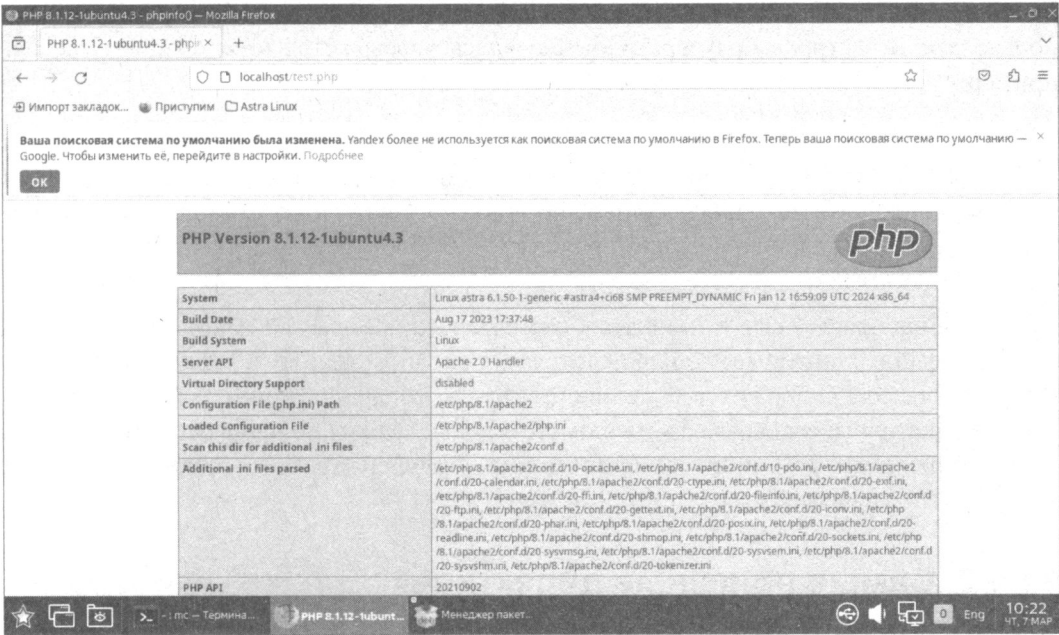 PHP 8.1.12-1ubuntu4.3 - phpinfo() — Mozilla Firefox
PHP 8.1.12-1ubuntu4.3 - phpin
localhost/test.php
Импорт закладок... Приступим Astra Linux
Ваша поисковая система по умолчанию была изменена. Yandex более не используется как поисковая система по умолчанию в Firefox. Теперь ваша поисковая система по умолчанию —
Google. Чтобы изменить её, перейдите в настройки. Подробнее
OK
PHP Version 8.1.12-1ubuntu4.3
php
System Linux astra 6.1.50-1-generic #astra4+ci68 SMP PREEMPT_DYNAMIC Fri Jan 12 16:59:09 UTC 2024 x86_64
Build Date Aug 17 2023 17:37:48
Build System Linux
Server API Apache 2.0 Handler
Virtual Directory Support disabled
Configuration File (php.ini) Path /etc/php/8.1/apache2
Loaded Configuration File /etc/php/8.1/apache2/php.ini
Scan this dir for additional .ini files /etc/php/8.1/apache2/conf.d
Additional .ini files parsed /etc/php/8.1/apache2/conf.d/10-opcache.ini, /etc/php/8.1/apache2/conf.d/10-pdo.ini, /etc/php/8.1/apache2
/conf.d/20-calendar.ini, /etc/php/8.1/apache2/conf.d/20-ctype.ini, /etc/php/8.1/apache2/conf.d/20-exif.ini,
/etc/php/8.1/apache2/conf.d/20-ffi.ini, /etc/php/8.1/apache2/conf.d/20-fileinfo.ini, /etc/php/8.1/apache2/conf.d
/20-ftp.ini, /etc/php/8.1/apache2/conf.d/20-gettext.ini, /etc/php/8.1/apache2/conf.d/20-iconv.ini, /etc/php
/8.1/apache2/conf.d/20-phar.ini, /etc/php/8.1/apache2/conf.d/20-posix.ini, /etc/php/8.1/apache2/conf.d/20-
readline.ini, /etc/php/8.1/apache2/conf.d/20-shmop.ini, /etc/php/8.1/apache2/conf.d/20-sockets.ini, /etc/php
/8.1/apache2/conf.d/20-sysvmsg.ini, /etc/php/8.1/apache2/conf.d/20-sysvsem.ini, /etc/php/8.1/apache2/conf.d
/20-sysvshm.ini, /etc/php/8.1/apache2/conf.d/20-tokenizer.ini
PHP API 20210902
- : mc — Термина... PHP 8.1.12-1ubunt... Менеджер пакет... 0 Eng 10:22
ЧТ, 7 МАР